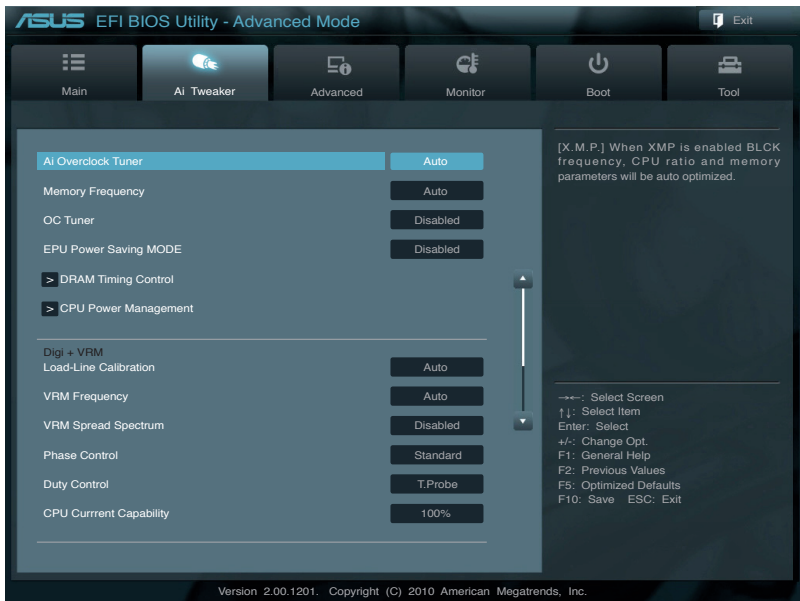 ASUS EFI BIOS Utility - Advanced Mode
Exit
Main
Ai Tweaker
Advanced
Monitor
Boot
Tool
Ai Overclock Tuner Auto
Memory Frequency Auto
OC Tuner Disabled
EPU Power Saving MODE Disabled
> DRAM Timing Control
> CPU Power Management
Digi + VRM
Load-Line Calibration Auto
VRM Frequency Auto
VRM Spread Spectrum Disabled
Phase Control Standard
Duty Control T.Probe
CPU Currrent Capability 100%
[X.M.P.] When XMP is enabled BLCK
frequency, CPU ratio and memory
parameters will be auto optimized.
→←: Select Screen
↑↓: Select Item
Enter: Select
+/-: Change Opt.
F1: General Help
F2: Previous Values
F5: Optimized Defaults
F10: Save ESC: Exit
Version 2.00.1201. Copyright (C) 2010 American Megatrends, Inc.